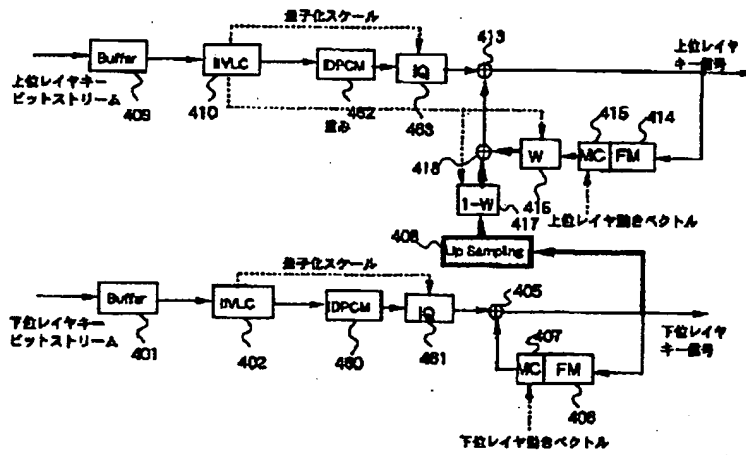 量子化スケール
Buffer
IVLC
IDPCM
IQ
413
上位レイヤ
キー信号
上位レイヤキー
ビットストリーム
409
410
462
463
重み
415
414
418
W
MC
FM
416
1-W
417
上位レイヤ動きベクトル
408
Up Sampling
量子化スケール
Buffer
IVLC
IDPCM
IQ
405
下位レイヤキー
ビットストリーム
401
402
460
461
407
下位レイヤ
キー信号
MC
FM
406
下位レイヤ動きベクトル